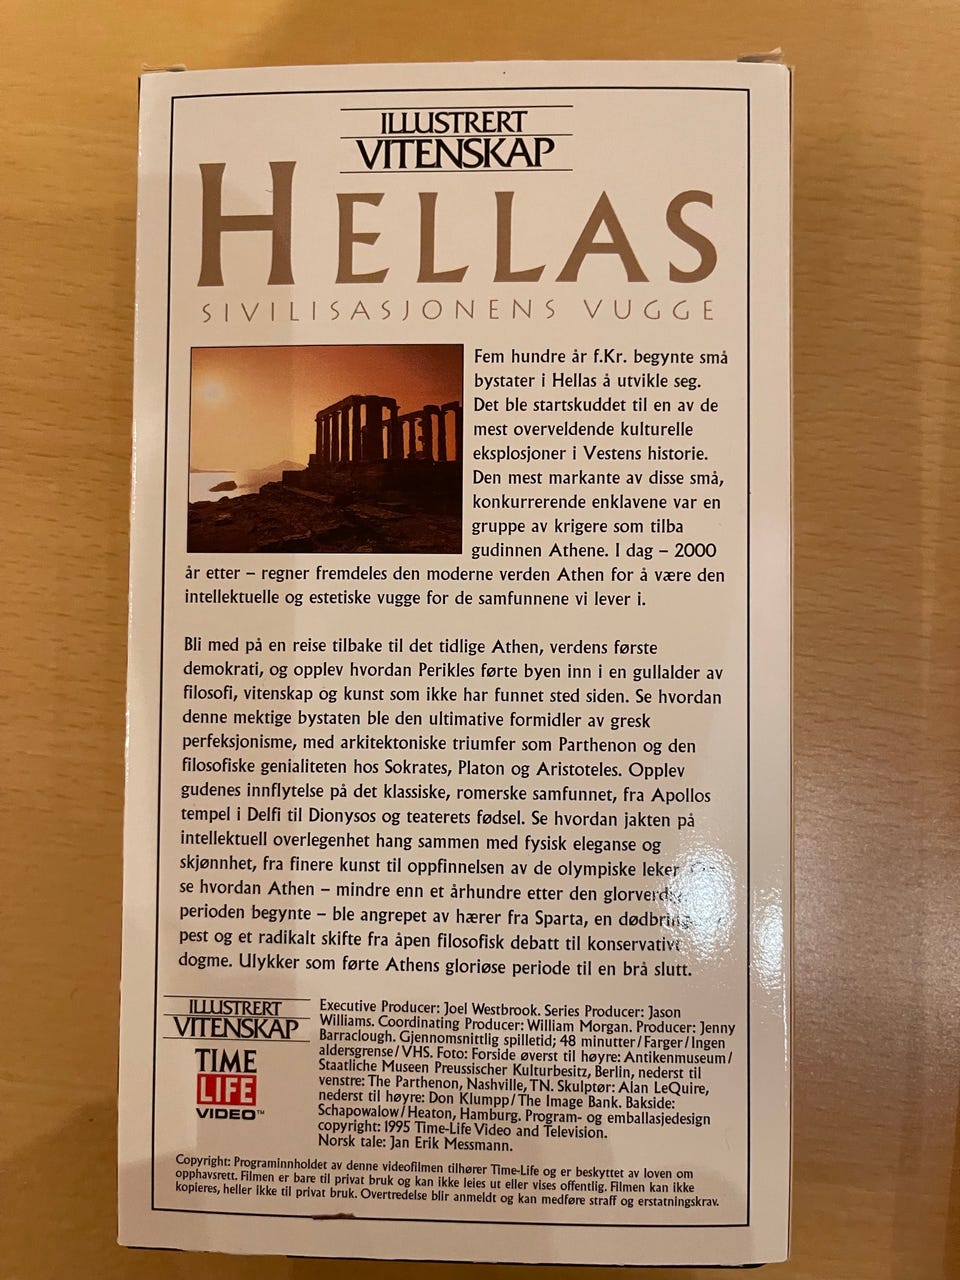 ILLUSTRERT
VITENSKAP
HELLAS
SIVILISASJONENS VUGGE
Fem hundre år f.Kr. begynte små
bystater i Hellas å utvikle seg.
Det ble startskuddet til en av de
mest overveldende kulturelle
eksplosjoner i Vestens historie.
Den mest markante av disse små,
konkurrerende enklavene var en
gruppe av krigere som tilba
gudinnen Athene. I dag – 2000
år etter – regner fremdeles den moderne verden Athen for å være den
intellektuelle og estetiske vugge for de samfunnene vi lever i.
Bli med på en reise tilbake til det tidlige Athen, verdens første
demokrati, og opplev hvordan Perikles førte byen inn i en gullalder av
filosofi, vitenskap og kunst som ikke har funnet sted siden. Se hvordan
denne mektige bystaten ble den ultimative formidler av gresk
perfeksjonisme, med arkitektoniske triumfer som Parthenon og den
filosofiske genialiteten hos Sokrates, Platon og Aristoteles. Opplev
gudenes innflytelse på det klassiske, romerske samfunnet, fra Apollos
tempel i Delfi til Dionysos og teaterets fødsel. Se hvordan jakten på
intellektuell overlegenhet hang sammen med fysisk eleganse og
skjønnhet, fra finere kunst til oppfinnelsen av de olympiske leker
se hvordan Athen – mindre enn et århundre etter den
perioden begynte – ble angrepet av hærer fra Sparta, en
pest og et radikalt skifte fra åpen filosofisk debatt til konservativt
dogme. Ulykker som førte Athens gloriøse periode til en brå slutt.
ILLUSTRERT
VITENSKAP
TIME
LIFE
VIDEO™
Executive Producer: Joel Westbrook. Series Producer: Jason
Williams. Coordinating Producer: William Morgan. Producer: Jenny
Barraclough. Gjennomsnittlig spilletid; 48 minutter/Farger/Ingen
aldersgrense/VHS. Foto: Forside øverst til høyre: Antikenmuseum/
Staatliche Museen Preussischer Kulturbesitz, Berlin, nederst til
venstre: The Parthenon, Nashville, TN. Skulptør: Alan LeQuire,
nederst til høyre: Don Klumpp/The Image Bank. Bakside:
Schapowalow/Heaton, Hamburg. Program- og emballasjedesign
copyright: 1995 Time-Life Video and Television.
Norsk tale: Jan Erik Messmann.
Copyright: Programinnholdet av denne videofilmen tilhører Time-Life og er beskyttet av loven om
opphavsrett. Filmen er bare til privat bruk og kan ikke leies ut eller vises offentlig. Filmen kan ikke
kopieres, heller ikke til privat bruk. Overtredelse blir anmeldt og kan medføre straff og erstatningskrav.